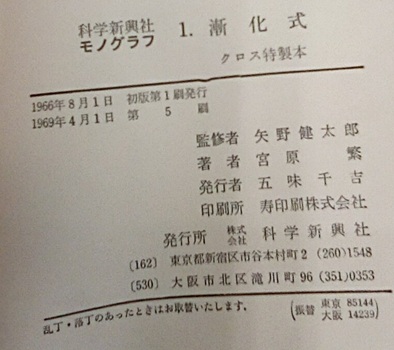 科学新興社
モノグラフ 1. 漸化式
クロス特製本
1966年8月1日 初版第1刷発行
1969年4月1日 第5刷
監修者 矢野健太郎
著者 宮原繁
発行者 五味千吉
印刷所 寿印刷株式会社
発行所 株式会社 科学新興社
(162) 東京都新宿区市谷本村町2 (260)1548
(530) 大阪市北区滝川町96 (351)0353
乱丁・落丁のあったときはお取替いたします。 (振替 東京 85144 大阪 14239)